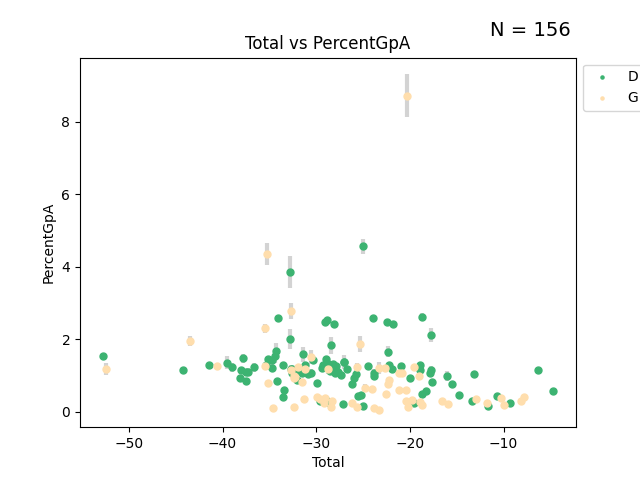 N = 156
Total vs PercentGpA
D
G
PercentGpA
8
6
4
2
0
−50 −40 −30 −20 −10
Total